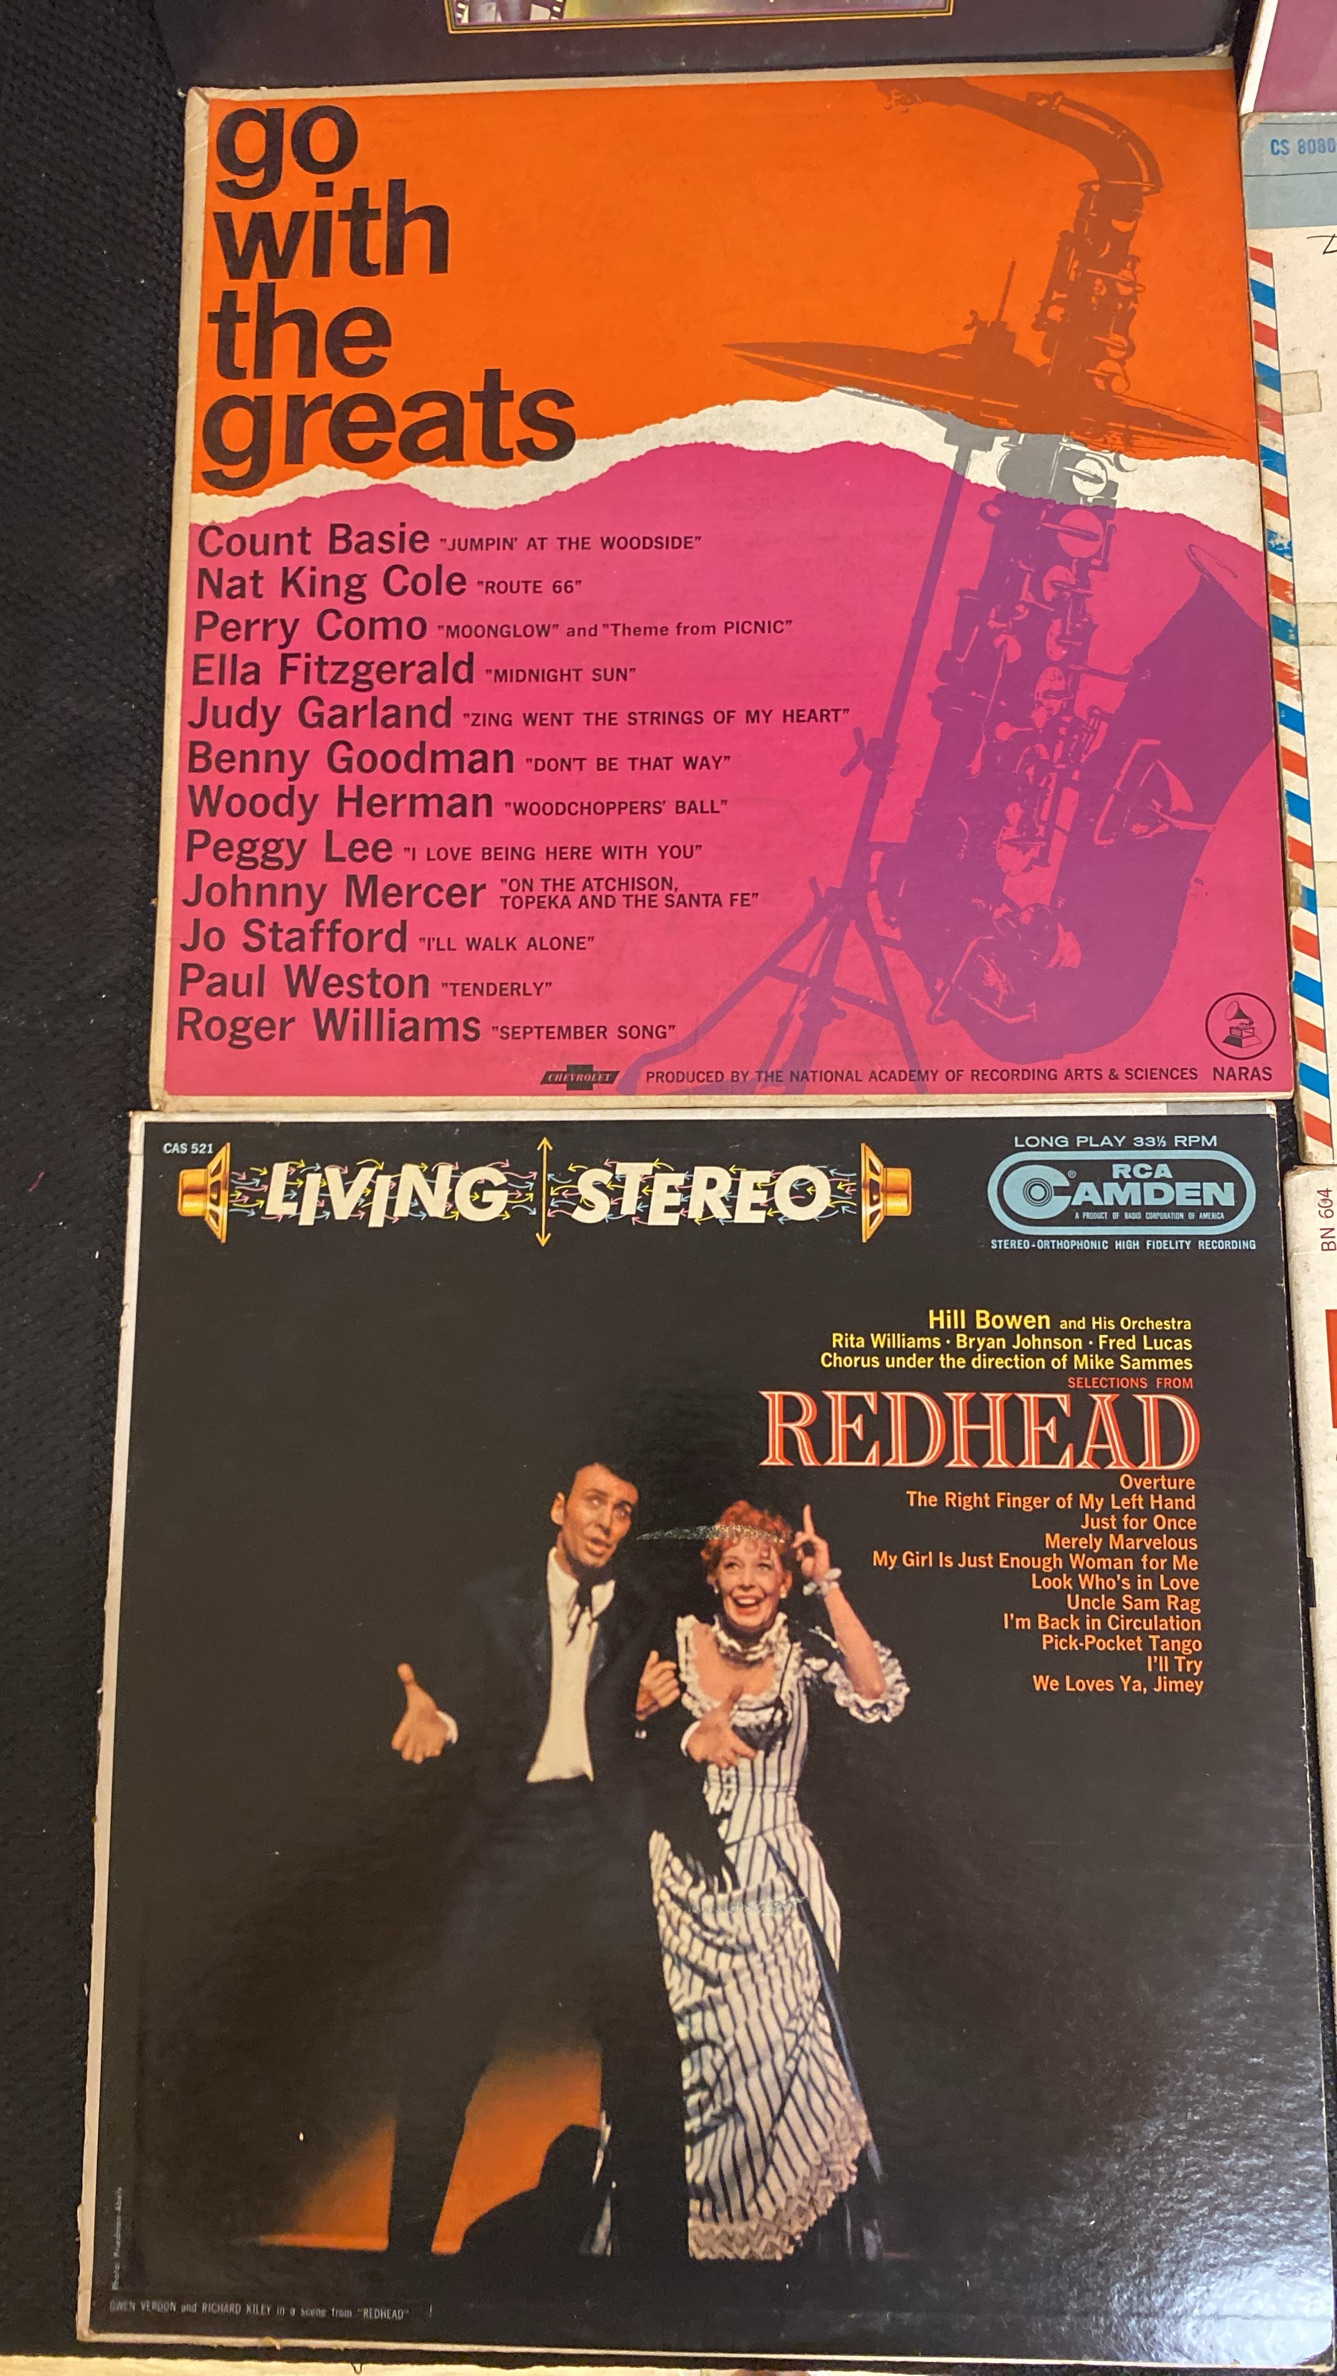 go
with
the
greats
Count Basie "JUMPIN' AT THE WOODSIDE"
Nat King Cole "ROUTE 66"
Perry Como "MOONGLOW" and "Theme from PICNIC"
Ella Fitzgerald "MIDNIGHT SUN"
Judy Garland "ZING WENT THE STRINGS OF MY HEART"
Benny Goodman "DON'T BE THAT WAY"
Woody Herman "WOODCHOPPERS' BALL"
Peggy Lee "I LOVE BEING HERE WITH YOU"
Johnny Mercer "ON THE ATCHISON,
TOPEKA AND THE SANTA FE"
Jo Stafford "I'LL WALK ALONE"
Paul Weston "TENDERLY"
Roger Williams "SEPTEMBER SONG"
CHEVROLET PRODUCED BY THE NATIONAL ACADEMY OF RECORDING ARTS & SCIENCES NARAS
CS 8080
BN 604
CAS 521
LIVING STEREO
LONG PLAY 33⅓ RPM
RCA
CAMDEN®
A PRODUCT OF RADIO CORPORATION OF AMERICA
STEREO-ORTHOPHONIC HIGH FIDELITY RECORDING
Hill Bowen and His Orchestra
Rita Williams · Bryan Johnson · Fred Lucas
Chorus under the direction of Mike Sammes
SELECTIONS FROM
REDHEAD
Overture
The Right Finger of My Left Hand
Just for Once
Merely Marvelous
My Girl Is Just Enough Woman for Me
Look Who's in Love
Uncle Sam Rag
I'm Back in Circulation
Pick-Pocket Tango
I'll Try
We Loves Ya, Jimey
Photo: Friedman-Abels
GWEN VERDON and RICHARD KILEY in a scene from "REDHEAD"